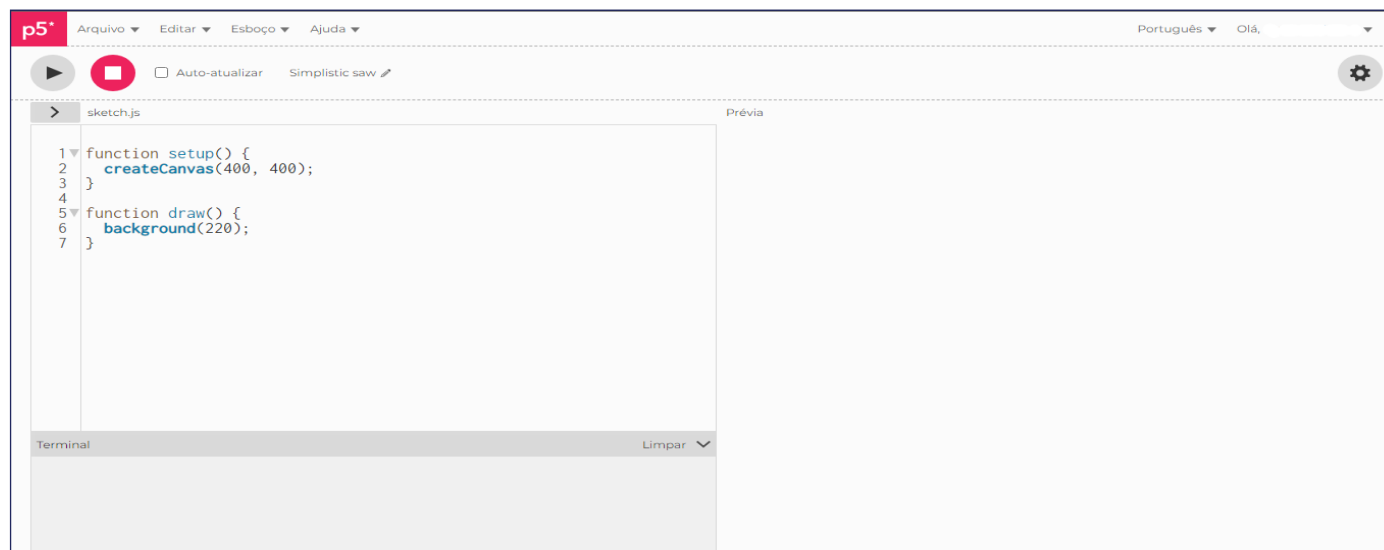 p5* Arquivo Editar Esboço Ajuda Português Olá,
Auto-atualizar Simplistic saw
sketch.js Prévia
1 function setup() {
2 createCanvas(400, 400);
3 }
4
5 function draw() {
6 background(220);
7 }
Terminal Limpar